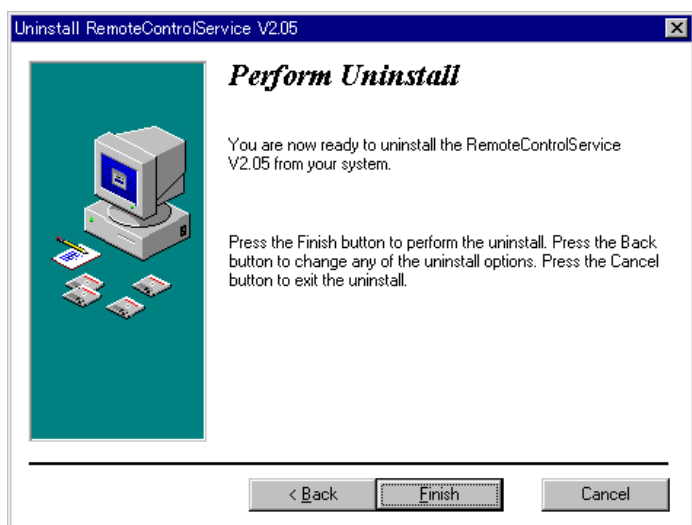 Uninstall RemoteControlService V2.05
Perform Uninstall
You are now ready to uninstall the RemoteControlService
V2.05 from your system.
Press the Finish button to perform the uninstall. Press the Back
button to change any of the uninstall options. Press the Cancel
button to exit the uninstall.
< Back
Finish
Cancel